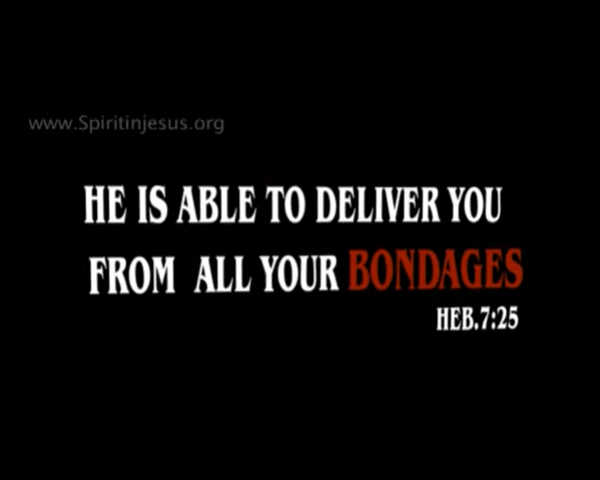 www.Spiritinjesus.org
HE IS ABLE TO DELIVER YOU
FROM ALL YOUR BONDAGES
HEB.7:25